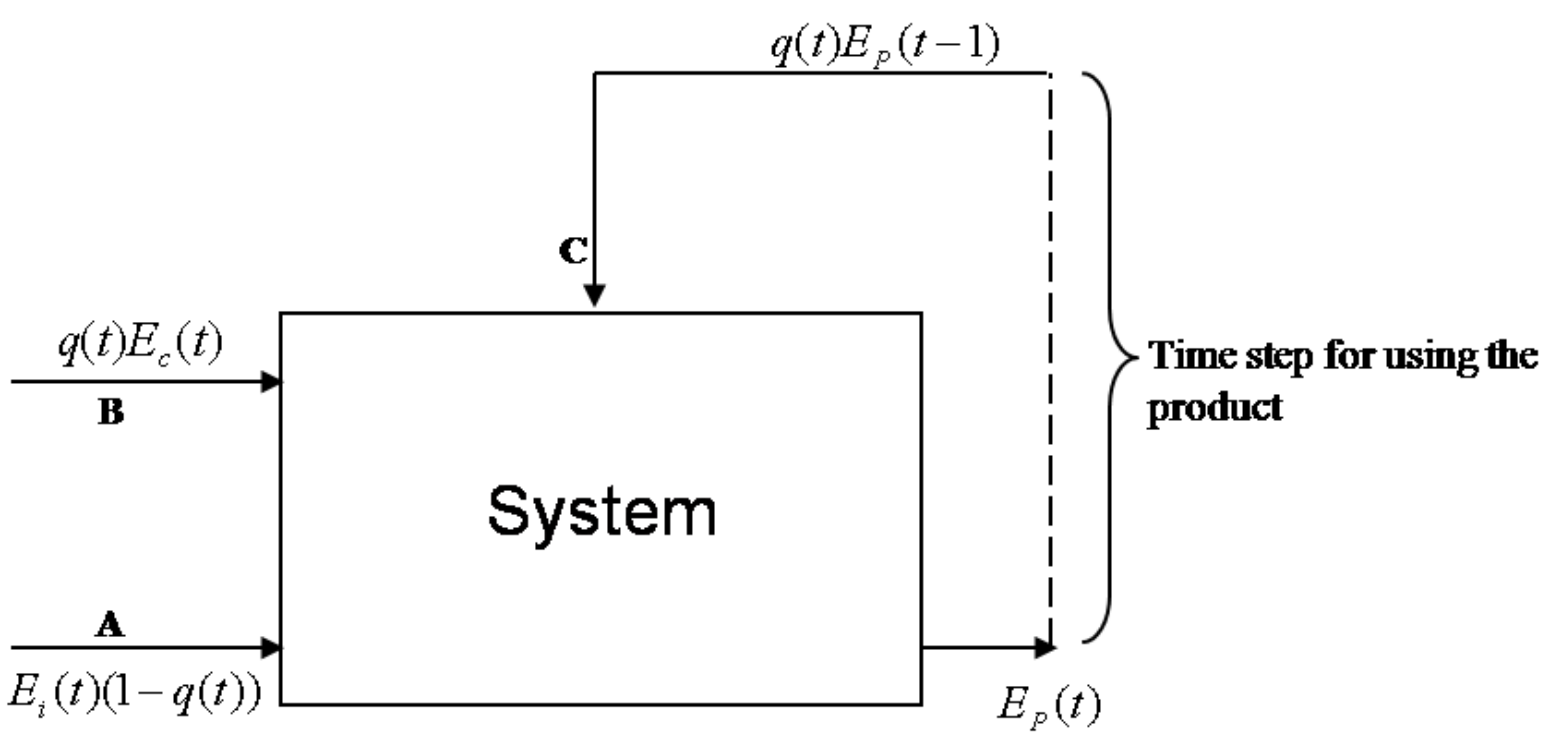 q(t)E_p(t−1)
C
q(t)E_c(t)
B
Time step for using the
product
System
A
E_i(t)(1−q(t))
E_p(t)